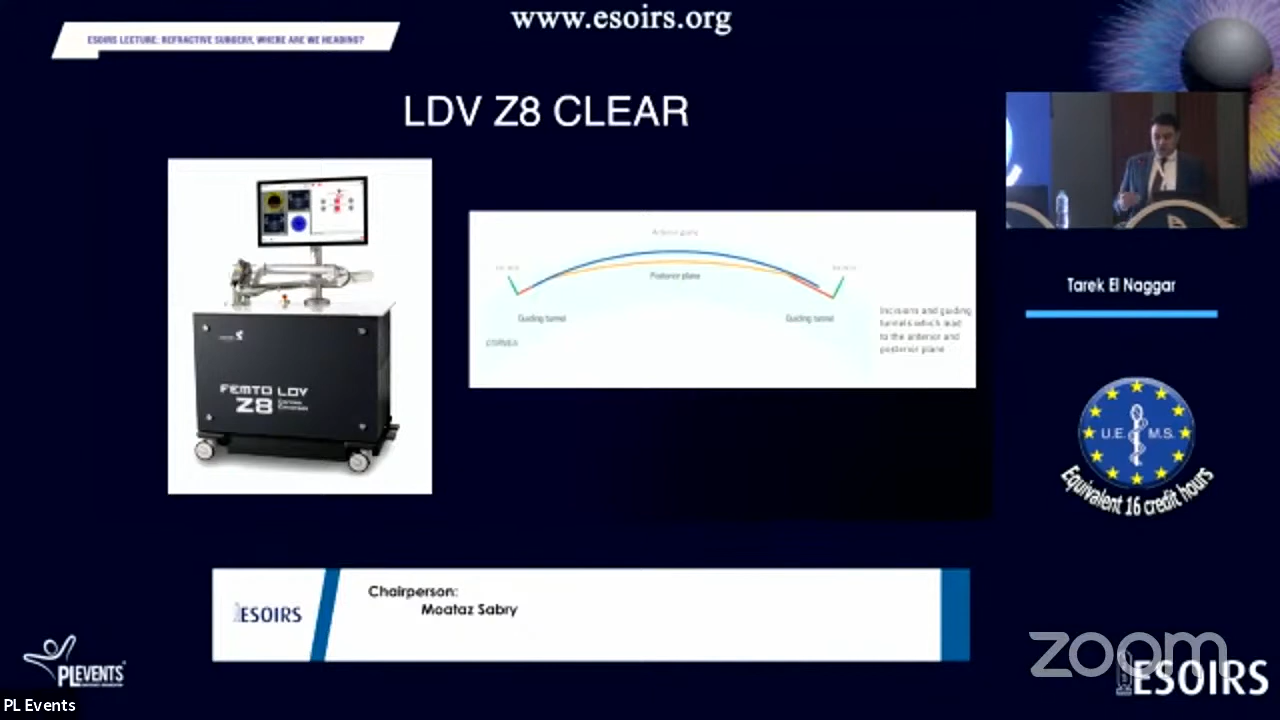 www.esoirs.org
ESOIRS LECTURE: REFRACTIVE SURGERY, WHERE ARE WE HEADING?
LDV Z8 CLEAR
Anterior plane
Posterior plane
Guiding tunnel
Guiding tunnel
CORNEA
Incisions and guiding
tunnels which lead
to the anterior and
posterior plane
FEMTO LDV
Z8
Tarek El Naggar
U.E.M.S.
Equivalent 16 credit hours
ESOIRS
Chairperson:
Moataz Sabry
PLEVENTS
PL Events
zoom
ESOIRS